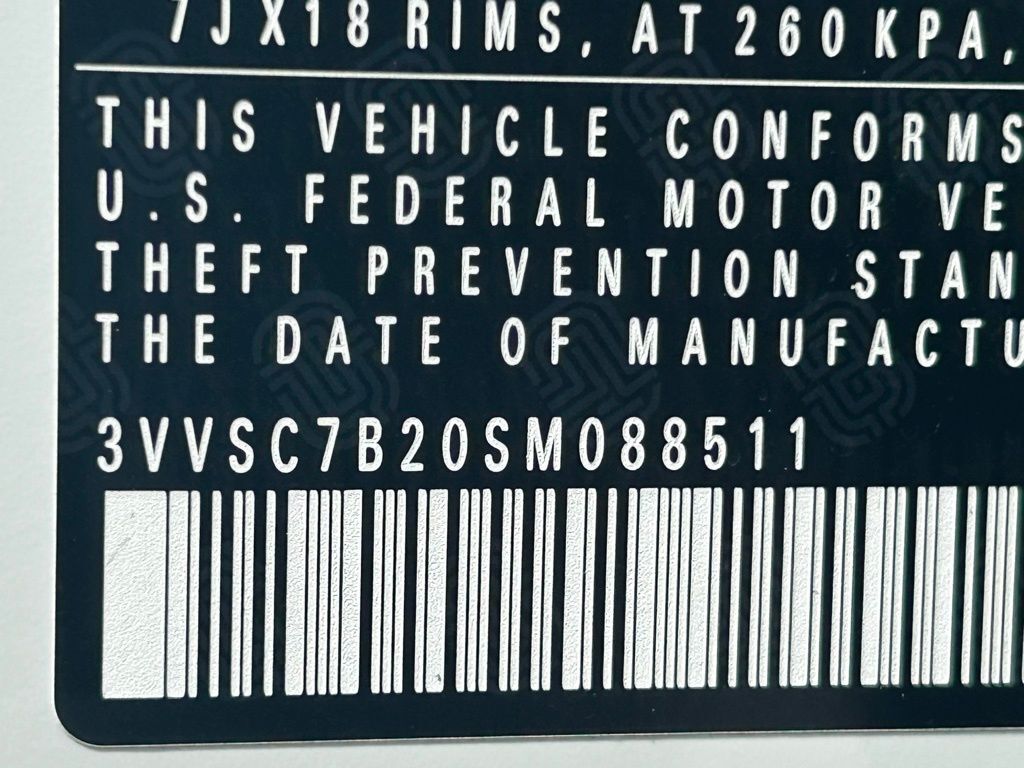 7J X18 RIMS, AT 260 KPA,
THIS VEHICLE CONFORMS
U.S. FEDERAL MOTOR VE
THEFT PREVENTION STAN
THE DATE OF MANUFACTU
3VVSC7B20SM088511